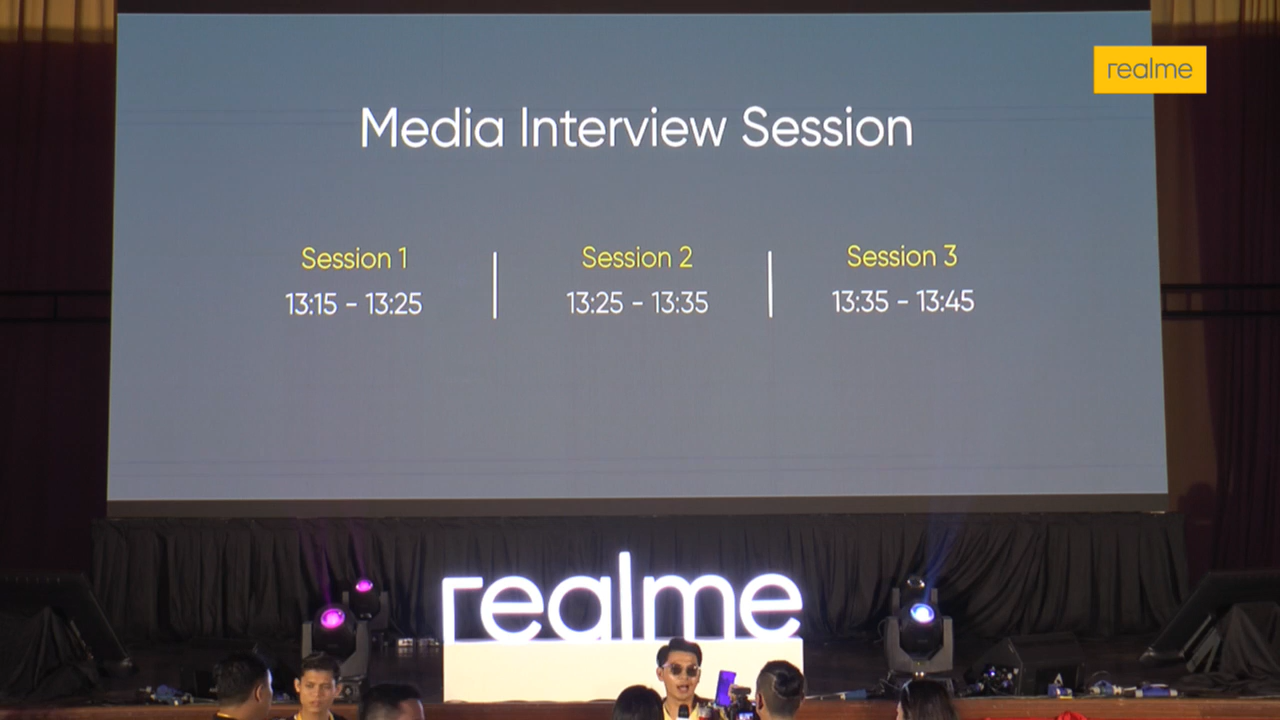 realme
Media Interview Session
Session 1
13:15 - 13:25
Session 2
13:25 - 13:35
Session 3
13:35 - 13:45
realme